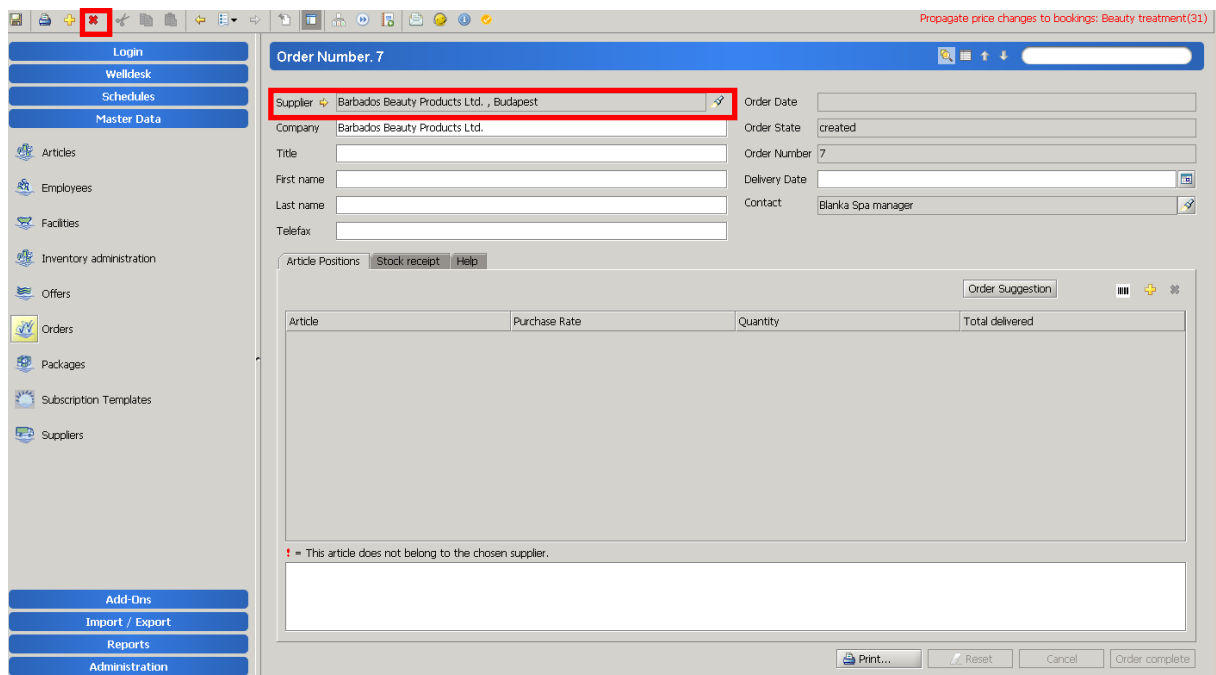 Propagate price changes to bookings: Beauty treatment(31)
Login
Welldesk
Schedules
Master Data
Articles
Employees
Facilities
Inventory administration
Offers
Orders
Packages
Subscription Templates
Suppliers
Add-Ons
Import / Export
Reports
Administration
Order Number. 7
Supplier Barbados Beauty Products Ltd. , Budapest
Company Barbados Beauty Products Ltd.
Title
First name
Last name
Telefax
Order Date
Order State created
Order Number 7
Delivery Date
Contact Blanka Spa manager
Article Positions Stock receipt Help
Order Suggestion
Article Purchase Rate Quantity Total delivered
! = This article does not belong to the chosen supplier.
Print... Reset Cancel Order complete